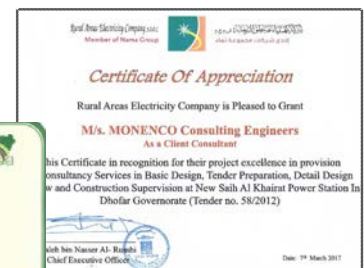 Rural Areas Electricity Company SAOC
Member of Nama Group
Certificate Of Appreciation
Rural Areas Electricity Company is Pleased to Grant
M/s. MONENCO Consulting Engineers
As a Client Consultant
his Certificate in recognition for their project excellence in provision
onsultancy Services in Basic Design, Tender Preparation, Detail Design
w and Construction Supervision at New Saih Al Khairat Power Station In
Dhofar Governorate (Tender no. 58/2012)
aleh bin Nasser Al-
Chief Executive Officer
Date: 7th March 2017